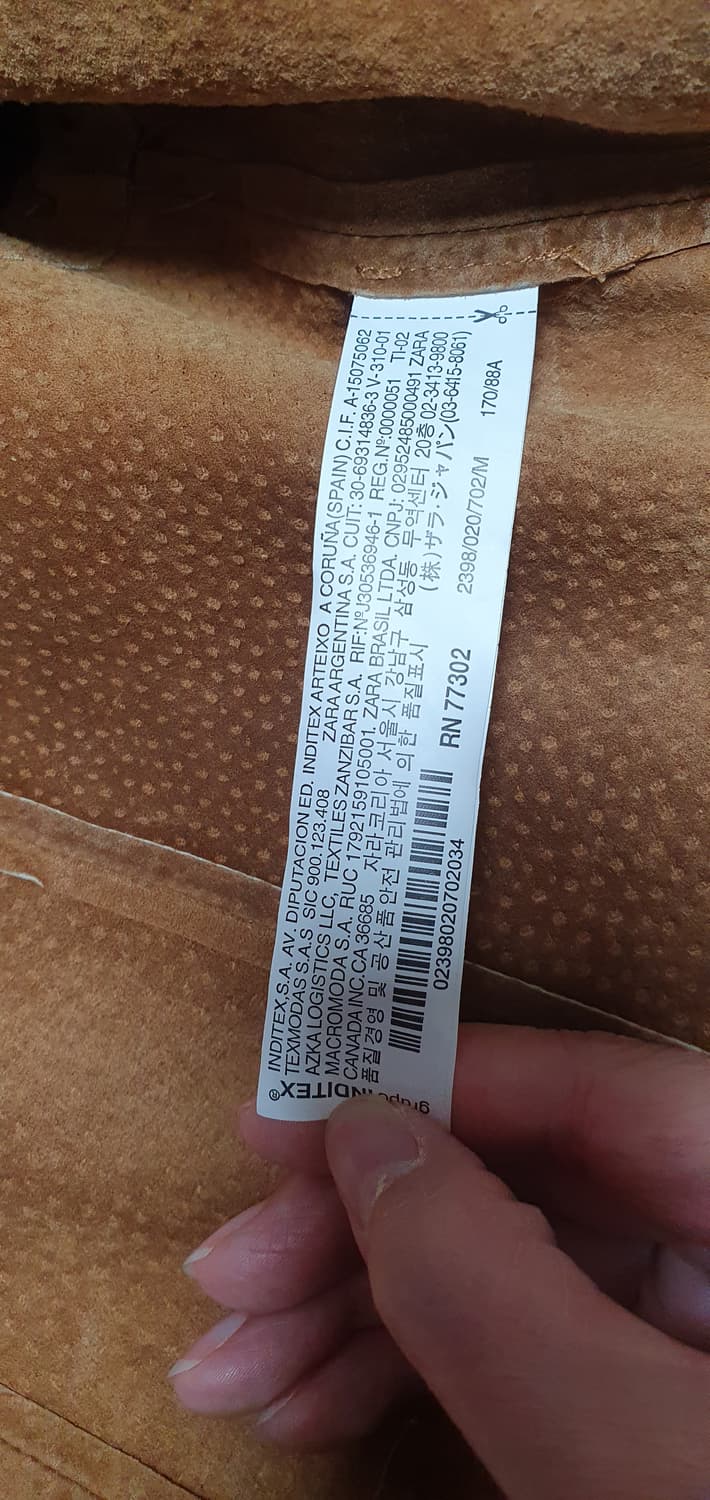 INDITEX,S.A. AV. DIPUTACION ED. INDITEX ARTEIXO A CORUÑA(SPAIN) C.I.F. A-15075062
TEXMODAS S.A.S SIC 900.123.408 ZARA ARGENTINA S.A. CUIT: 30-69314836-3 V-310-01
AZKA LOGISTICS LLC, TEXTILES ZANZIBAR S.A. RIF:NºJ30536946-1 REG.Nº:0000051 TI-02
MACROMODA S.A. RUC 1792159105001. ZARA BRASIL LTDA. CNPJ: 02952485000491 ZARA
CANADA INC.CA 36685 자라코리아 서울시 강남구 삼성동 무역센터 20층 02-3413-9800
품질경영 및 공산품안전 관리법에 의한 품질표시 (株)ザラ・ジャパン(03-6415-8061)
RN 77302 2398/020/702/M 170/88A
02398020702034
grupo INDITEX®